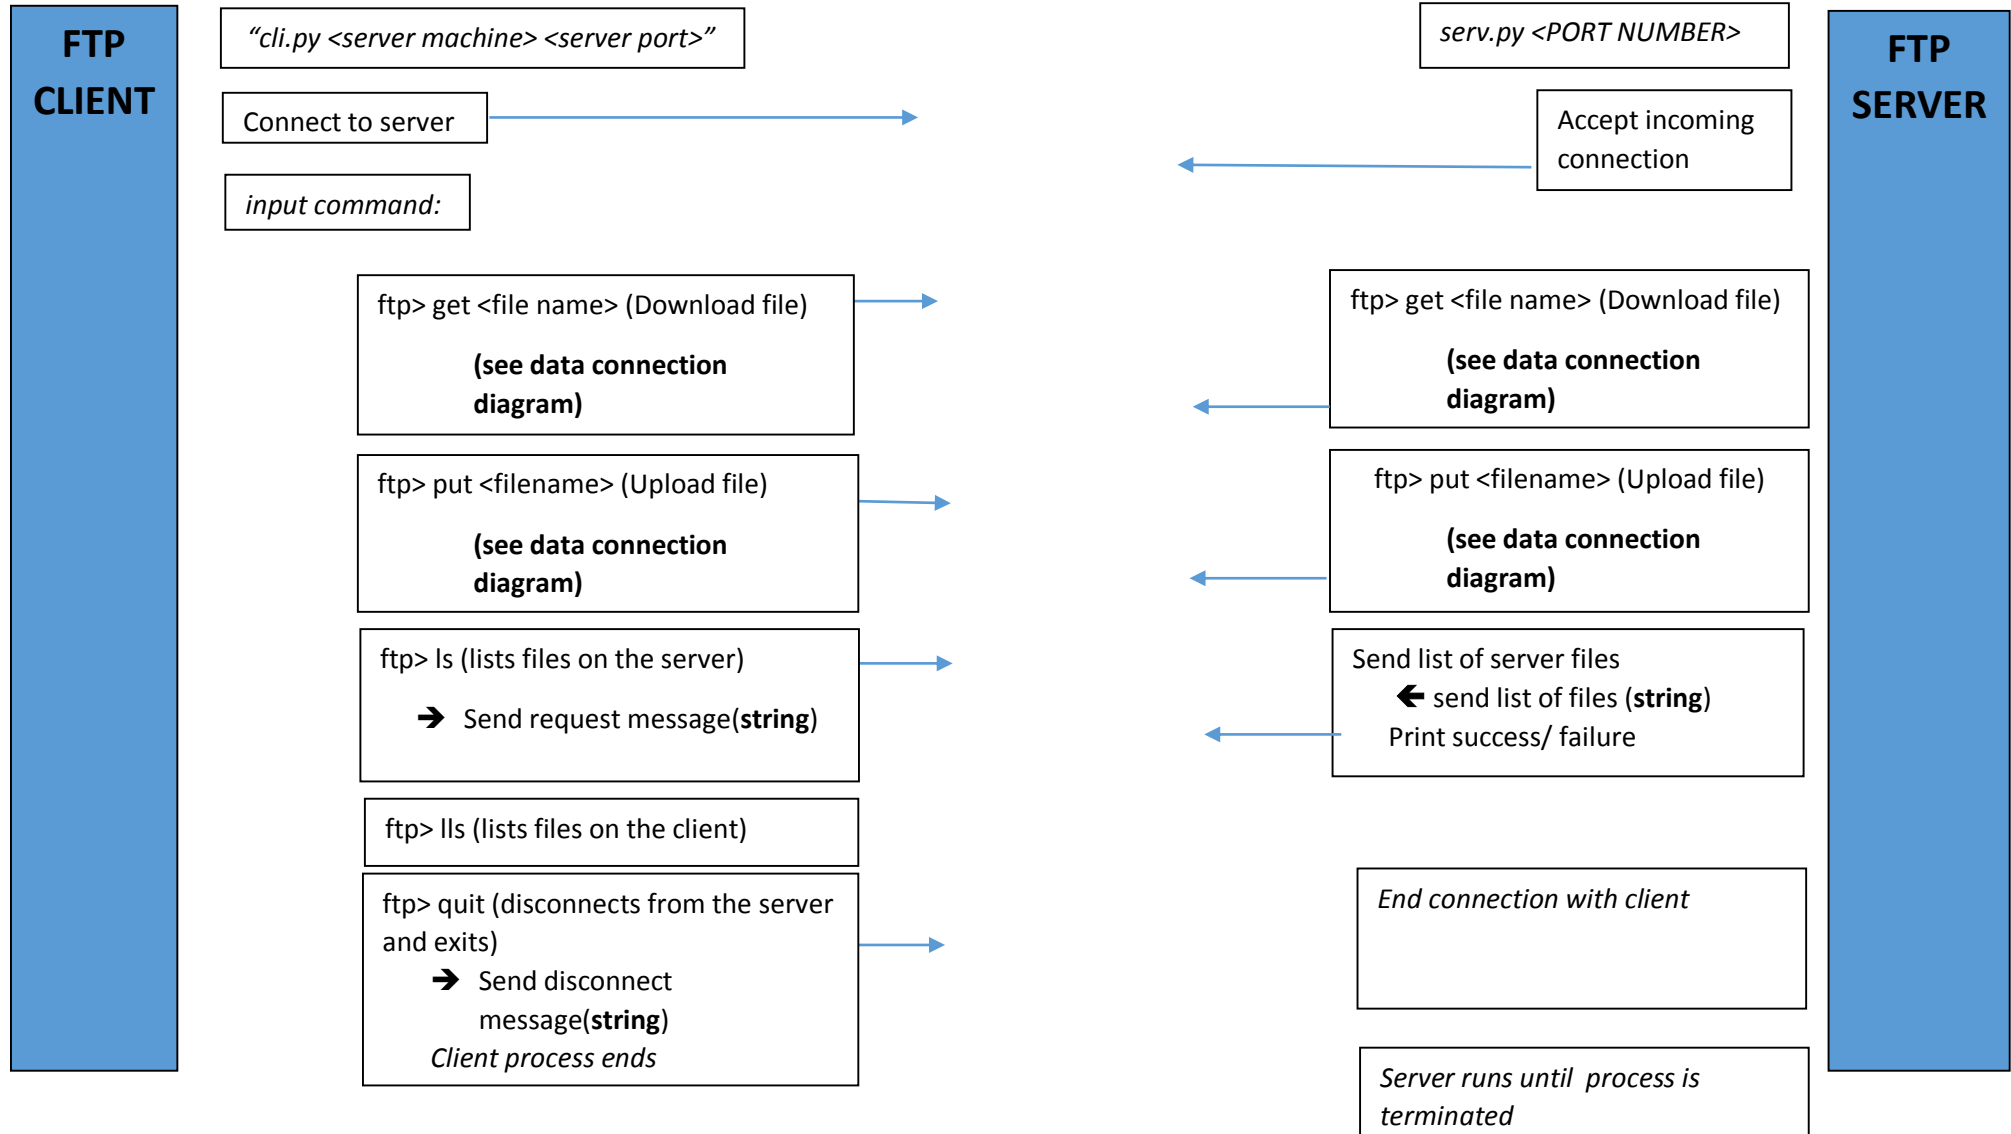 FTP
CLIENT
“cli.py <server machine> <server port>”
serv.py <PORT NUMBER>
FTP
SERVER
Connect to server
Accept incoming
connection
input command:
ftp> get <file name> (Download file)
(see data connection
diagram)
ftp> get <file name> (Download file)
(see data connection
diagram)
ftp> put <filename> (Upload file)
(see data connection
diagram)
ftp> put <filename> (Upload file)
(see data connection
diagram)
ftp> ls (lists files on the server)
➔ Send request message(string)
Send list of server files
🡸 send list of files (string)
Print success/ failure
ftp> lls (lists files on the client)
ftp> quit (disconnects from the server
and exits)
➔ Send disconnect
message(string)
Client process ends
End connection with client
Server runs until process is
terminated